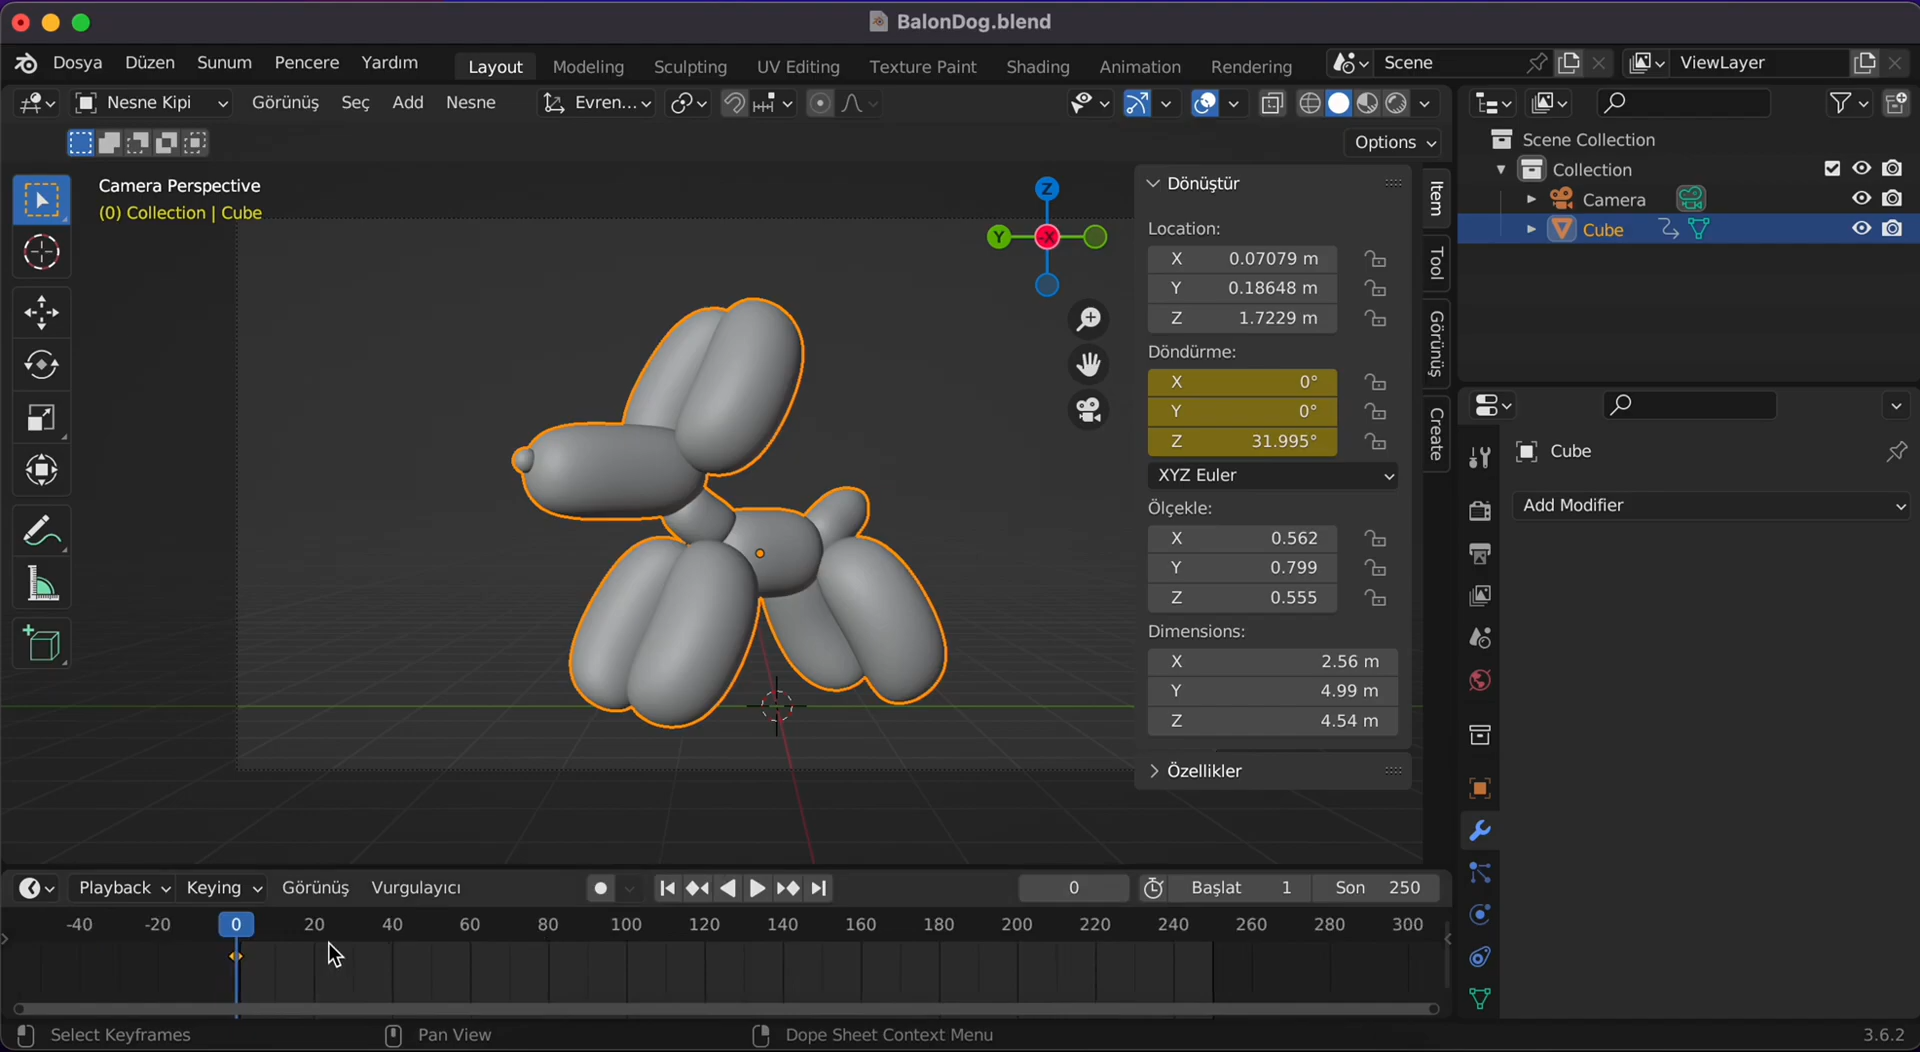 BalonDog.blend
Dosya Düzen Sunum Pencere Yardım Layout Modeling Sculpting UV Editing Texture Paint Shading Animation Rendering Scene ViewLayer
Nesne Kipi Görünüş Seç Add Nesne Evren...
Options
Camera Perspective
(0) Collection | Cube
Z
Y
-X
Dönüştür
Location:
X 0.07079 m
Y 0.18648 m
Z 1.7229 m
Döndürme:
X 0°
Y 0°
Z 31.995°
XYZ Euler
Ölçekle:
X 0.562
Y 0.799
Z 0.555
Dimensions:
X 2.56 m
Y 4.99 m
Z 4.54 m
Özellikler
Item
Tool
Görünüş
Create
Scene Collection
Collection
Camera
Cube
Cube
Add Modifier
Playback Keying Görünüş Vurgulayıcı 0 Başlat 1 Son 250
-40 -20 0 20 40 60 80 100 120 140 160 180 200 220 240 260 280 300
Select Keyframes Pan View Dope Sheet Context Menu 3.6.2